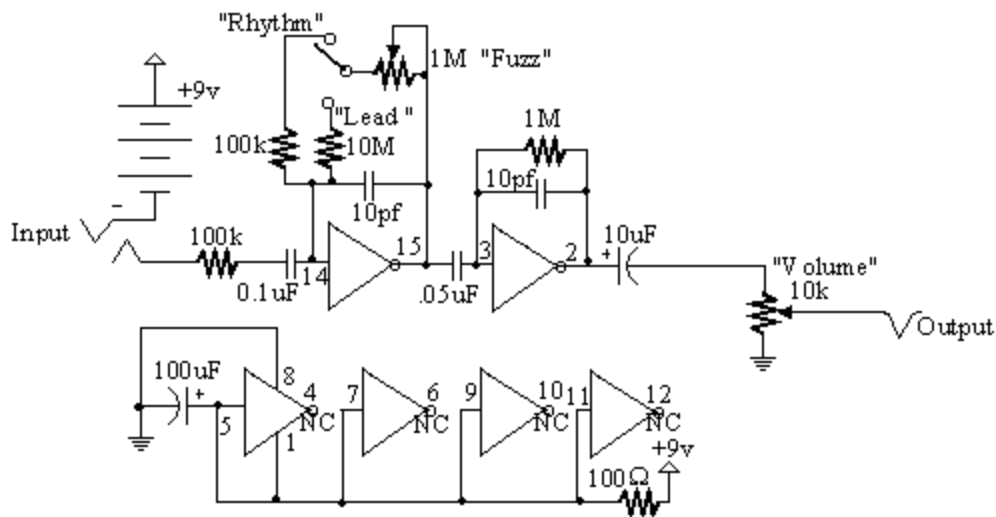 "Rhythm"
1M "Fuzz"
+9v
"Lead"
100k
10M
1M
10pf
10pf
-
Input
100k
14
15
3
2
10uF
+
0.1uF
.05uF
"Volume"
10k
Output
100uF
+
8
4
NC
5
1
7
6
NC
9
10
NC
11
12
NC
+9v
100Ω